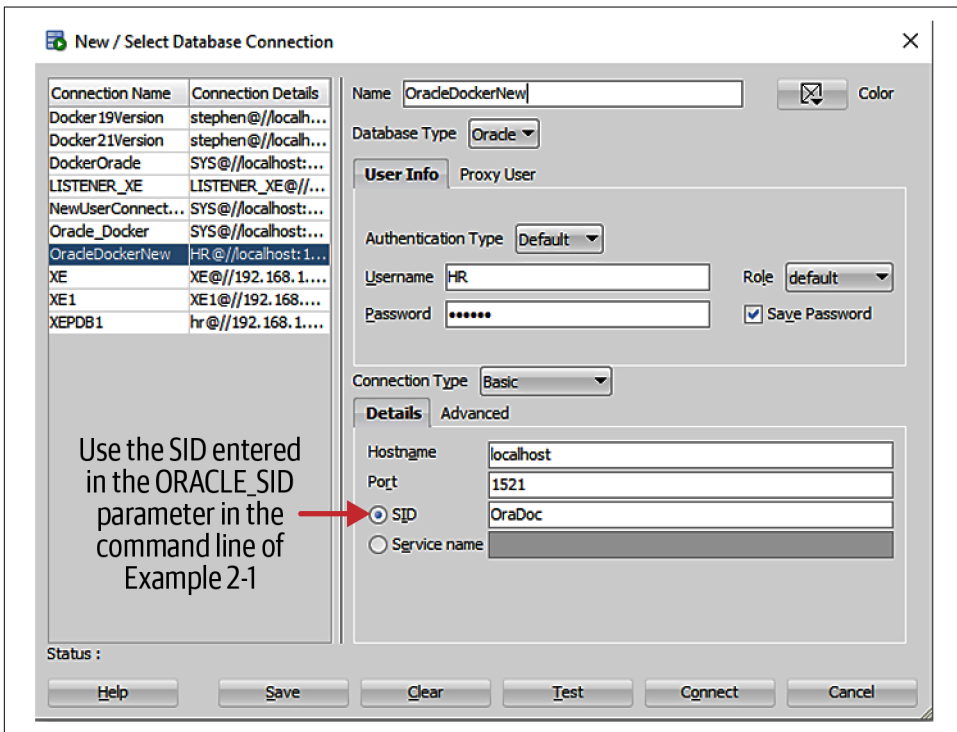 New / Select Database Connection
Connection Name Connection Details
Docker19Version stephen@//localh...
Docker21Version stephen@//localh...
DockerOracle SYS@//localhost:...
LISTENER_XE LISTENER_XE@//...
NewUserConnect... SYS@//localhost:...
Oracle_Docker SYS@//localhost:...
OracleDockerNew HR@//localhost:1...
XE XE@//192.168.1....
XE1 XE1@//192.168....
XEPDB1 hr@//192.168.1....
Use the SID entered
in the ORACLE_SID
parameter in the
command line of
Example 2-1
Name OracleDockerNew Color
Database Type Oracle
User Info Proxy User
Authentication Type Default
Username HR Role default
Password •••••• Save Password
Connection Type Basic
Details Advanced
Hostname localhost
Port 1521
SID OraDoc
Service name
Status :
Help Save Clear Test Connect Cancel